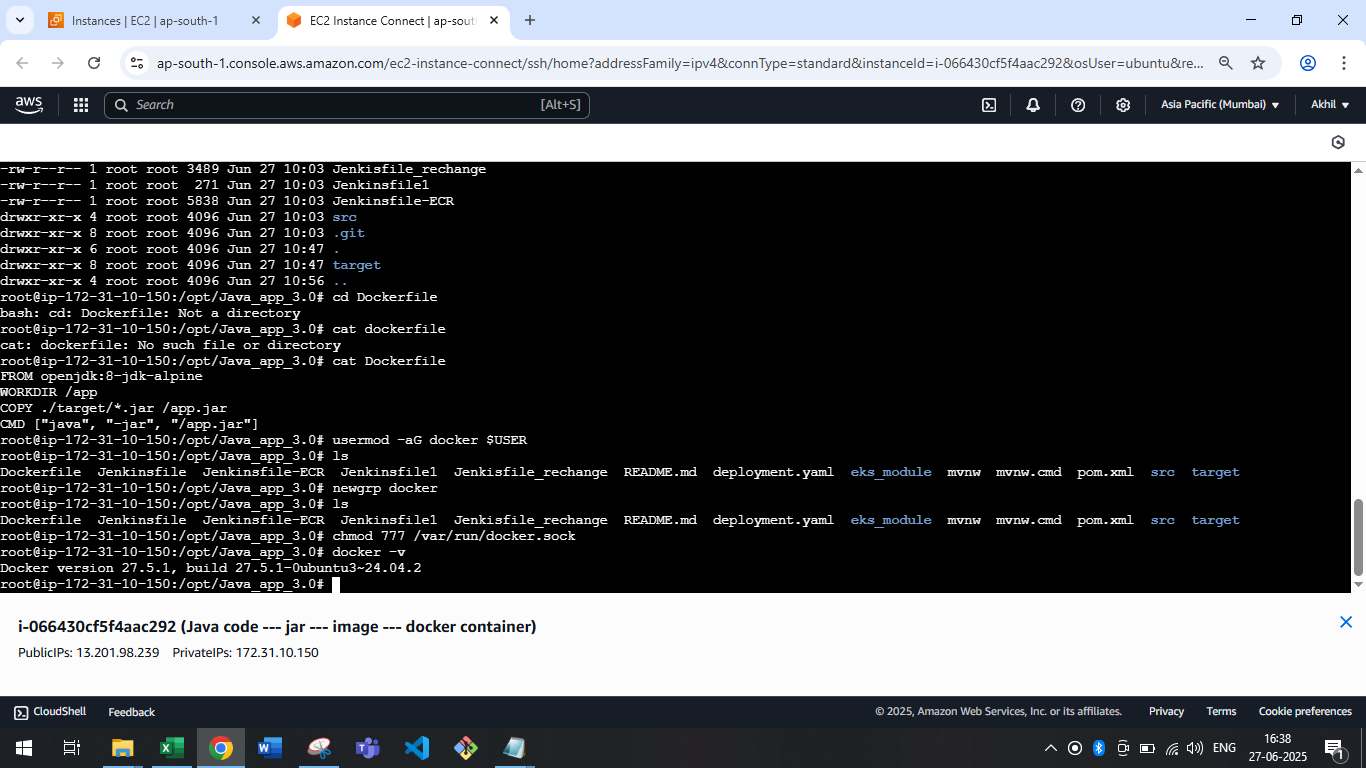 Instances | EC2 | ap-south-1
EC2 Instance Connect | ap-sout
ap-south-1.console.aws.amazon.com/ec2-instance-connect/ssh/home?addressFamily=ipv4&connType=standard&instanceId=i-066430cf5f4aac292&osUser=ubuntu&re...
aws
Search
[Alt+S]
Asia Pacific (Mumbai)
Akhil
-rw-r--r-- 1 root root 3489 Jun 27 10:03 Jenkisfile_rechange
-rw-r--r-- 1 root root  271 Jun 27 10:03 Jenkinsfile1
-rw-r--r-- 1 root root 5838 Jun 27 10:03 Jenkinsfile-ECR
drwxr-xr-x 4 root root 4096 Jun 27 10:03 src
drwxr-xr-x 8 root root 4096 Jun 27 10:03 .git
drwxr-xr-x 6 root root 4096 Jun 27 10:47 .
drwxr-xr-x 8 root root 4096 Jun 27 10:47 target
drwxr-xr-x 4 root root 4096 Jun 27 10:56 ..
root@ip-172-31-10-150:/opt/Java_app_3.0# cd Dockerfile
bash: cd: Dockerfile: Not a directory
root@ip-172-31-10-150:/opt/Java_app_3.0# cat dockerfile
cat: dockerfile: No such file or directory
root@ip-172-31-10-150:/opt/Java_app_3.0# cat Dockerfile
FROM openjdk:8-jdk-alpine
WORKDIR /app
COPY ./target/*.jar /app.jar
CMD ["java", "-jar", "/app.jar"]
root@ip-172-31-10-150:/opt/Java_app_3.0# usermod -aG docker $USER
root@ip-172-31-10-150:/opt/Java_app_3.0# ls
Dockerfile  Jenkinsfile  Jenkinsfile-ECR  Jenkinsfile1  Jenkisfile_rechange  README.md  deployment.yaml  eks_module  mvnw  mvnw.cmd  pom.xml  src  target
root@ip-172-31-10-150:/opt/Java_app_3.0# newgrp docker
root@ip-172-31-10-150:/opt/Java_app_3.0# ls
Dockerfile  Jenkinsfile  Jenkinsfile-ECR  Jenkinsfile1  Jenkisfile_rechange  README.md  deployment.yaml  eks_module  mvnw  mvnw.cmd  pom.xml  src  target
root@ip-172-31-10-150:/opt/Java_app_3.0# chmod 777 /var/run/docker.sock
root@ip-172-31-10-150:/opt/Java_app_3.0# docker -v
Docker version 27.5.1, build 27.5.1-0ubuntu3~24.04.2
root@ip-172-31-10-150:/opt/Java_app_3.0#
i-066430cf5f4aac292 (Java code --- jar --- image --- docker container)
PublicIPs: 13.201.98.239 PrivateIPs: 172.31.10.150
CloudShell
Feedback
© 2025, Amazon Web Services, Inc. or its affiliates.
Privacy
Terms
Cookie preferences
ENG
16:38
27-06-2025
1